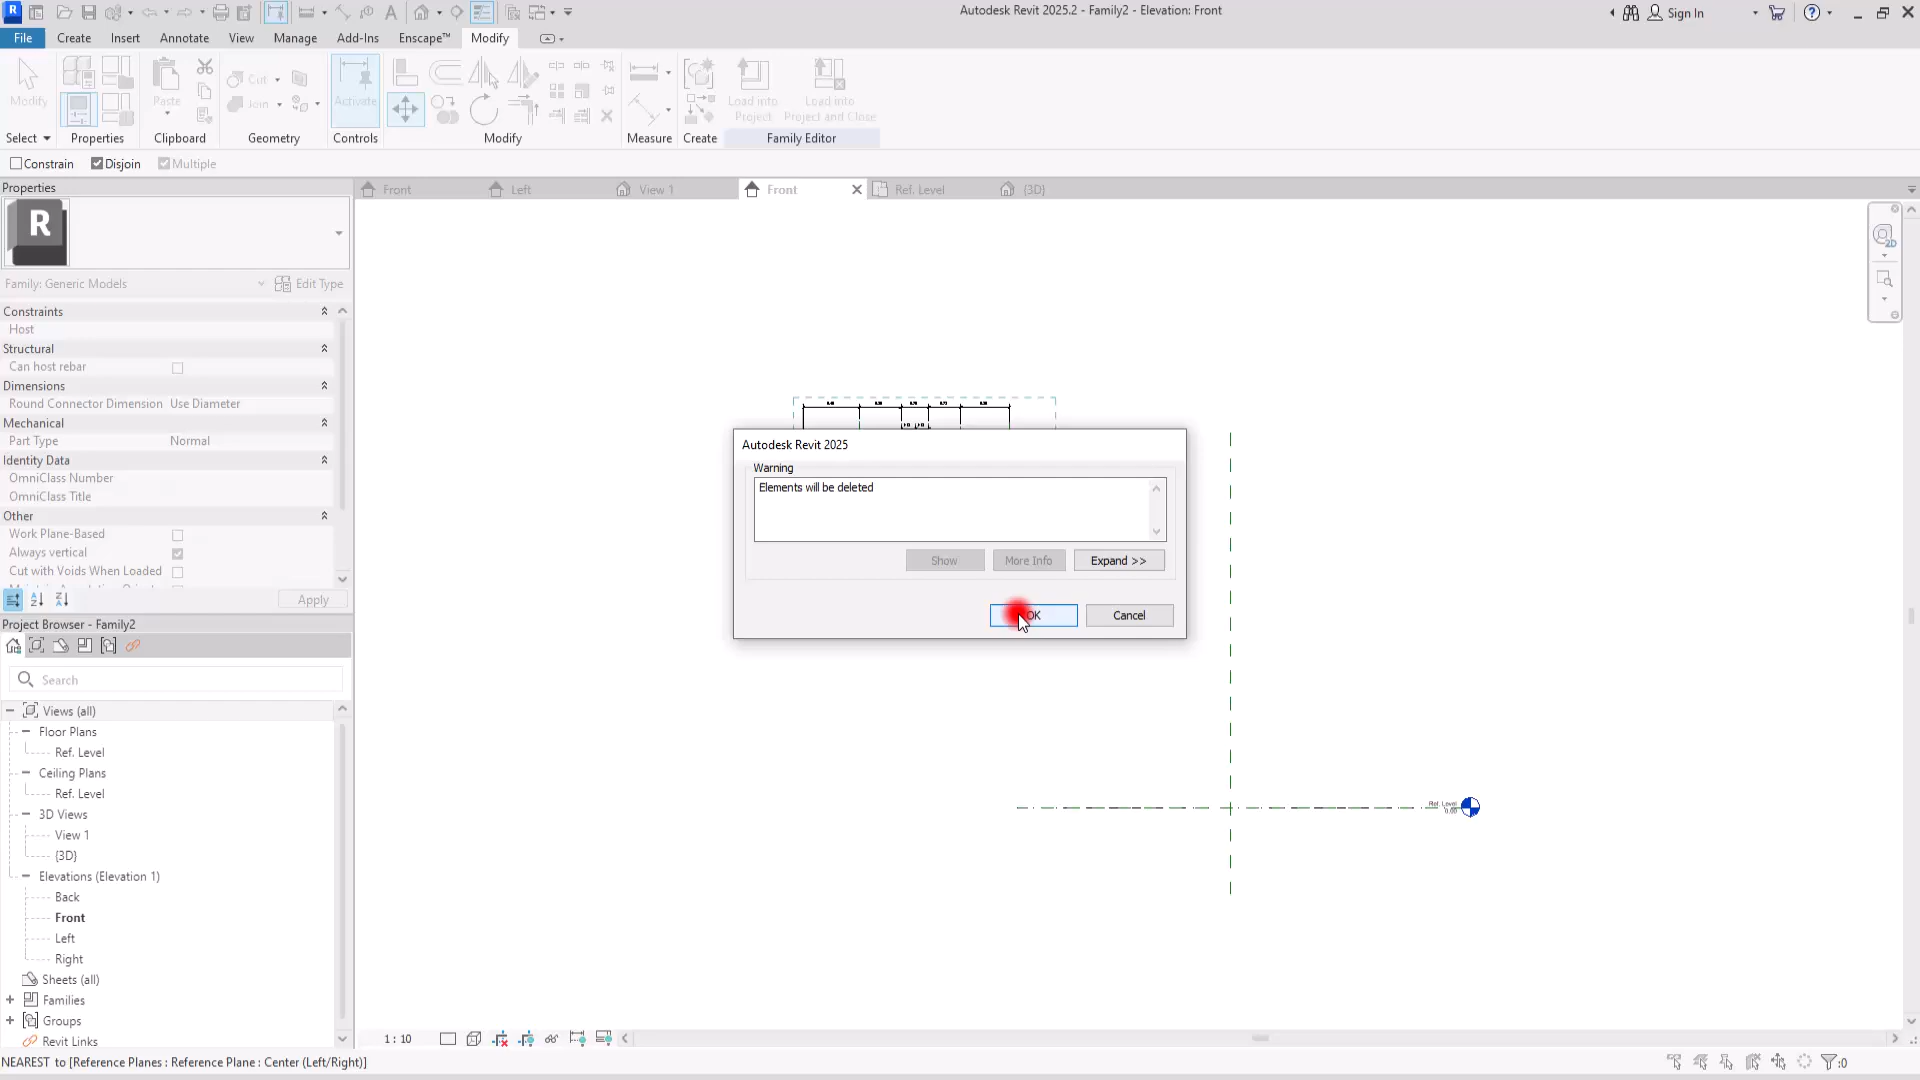 Autodesk Revit 2025.2 - Family2 - Elevation: Front
Sign In
File
Create
Insert
Annotate
View
Manage
Add-Ins
Enscape™
Modify
Modify
Paste
Cut
Join
Activate
Load into
Project
Load into
Project and Close
Select
Properties
Clipboard
Geometry
Controls
Modify
Measure
Create
Family Editor
Constrain
Disjoin
Multiple
Properties
Front
Left
View 1
Front
Ref. Level
{3D}
R
Family: Generic Models
Edit Type
Constraints
Host
Structural
Can host rebar
Dimensions
Round Connector Dimension
Use Diameter
Mechanical
Part Type
Normal
Identity Data
OmniClass Number
OmniClass Title
Other
Work Plane-Based
Always vertical
Cut with Voids When Loaded
Apply
Autodesk Revit 2025
Warning
Elements will be deleted
Show
More Info
Expand >>
OK
Cancel
Project Browser - Family2
Search
Views (all)
Floor Plans
Ref. Level
Ceiling Plans
Ref. Level
3D Views
View 1
{3D}
Elevations (Elevation 1)
Back
Front
Left
Right
Sheets (all)
Families
Groups
Revit Links
Ref. Level
0.00
2D
1 : 10
NEAREST to [Reference Planes : Reference Plane : Center (Left/Right)]
:0